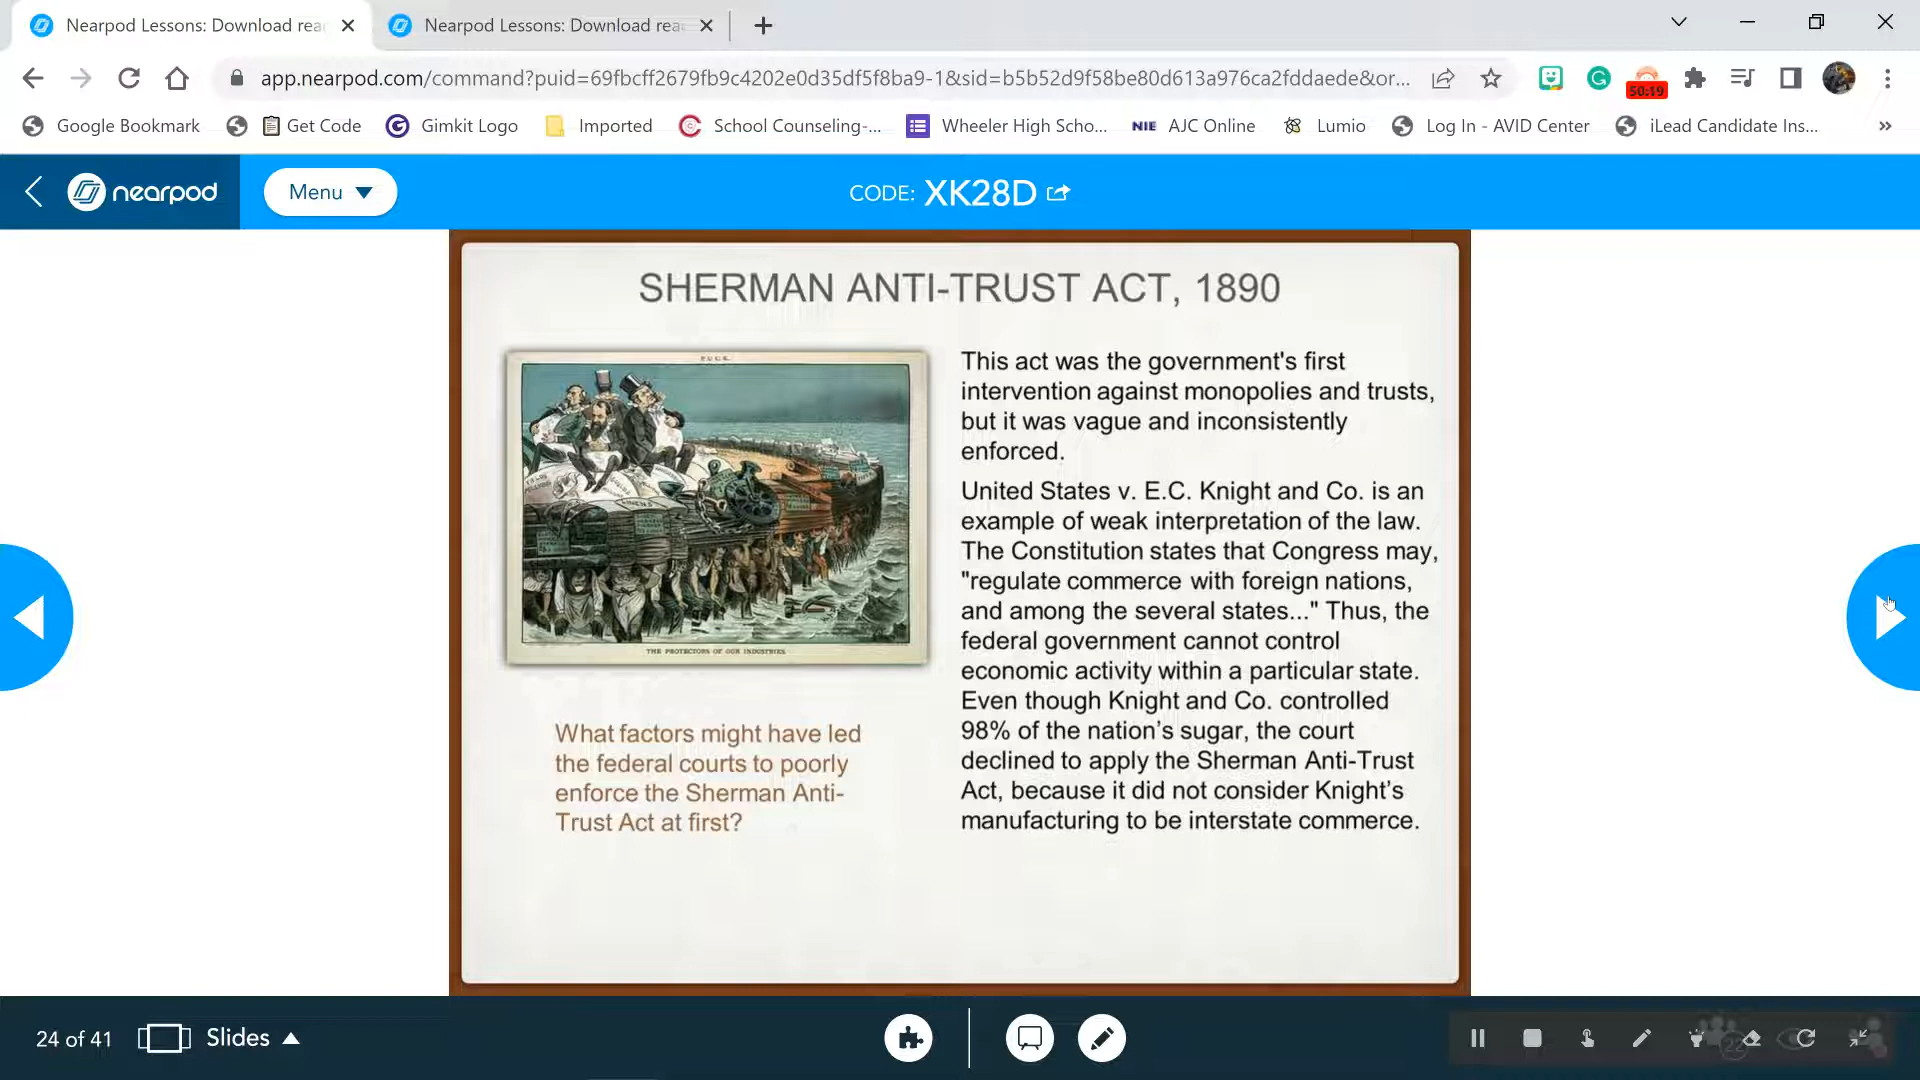 Nearpod Lessons: Download rea
Nearpod Lessons: Download rea
app.nearpod.com/command?puid=69fbcff2679fb9c4202e0d35df5f8ba9-1&sid=b5b52d9f58be80d613a976ca2fddaede&or...
50:19
Google Bookmark
Get Code
Gimkit Logo
Imported
School Counseling-...
Wheeler High Scho...
NIE AJC Online
Lumio
Log In - AVID Center
iLead Candidate Ins...
nearpod
Menu
CODE: XK28D
SHERMAN ANTI-TRUST ACT, 1890
PUCK
THE PROTECTORS OF OUR INDUSTRIES
What factors might have led
the federal courts to poorly
enforce the Sherman Anti-
Trust Act at first?
This act was the government's first
intervention against monopolies and trusts,
but it was vague and inconsistently
enforced.
United States v. E.C. Knight and Co. is an
example of weak interpretation of the law.
The Constitution states that Congress may,
"regulate commerce with foreign nations,
and among the several states..." Thus, the
federal government cannot control
economic activity within a particular state.
Even though Knight and Co. controlled
98% of the nation’s sugar, the court
declined to apply the Sherman Anti-Trust
Act, because it did not consider Knight’s
manufacturing to be interstate commerce.
24 of 41
Slides
22